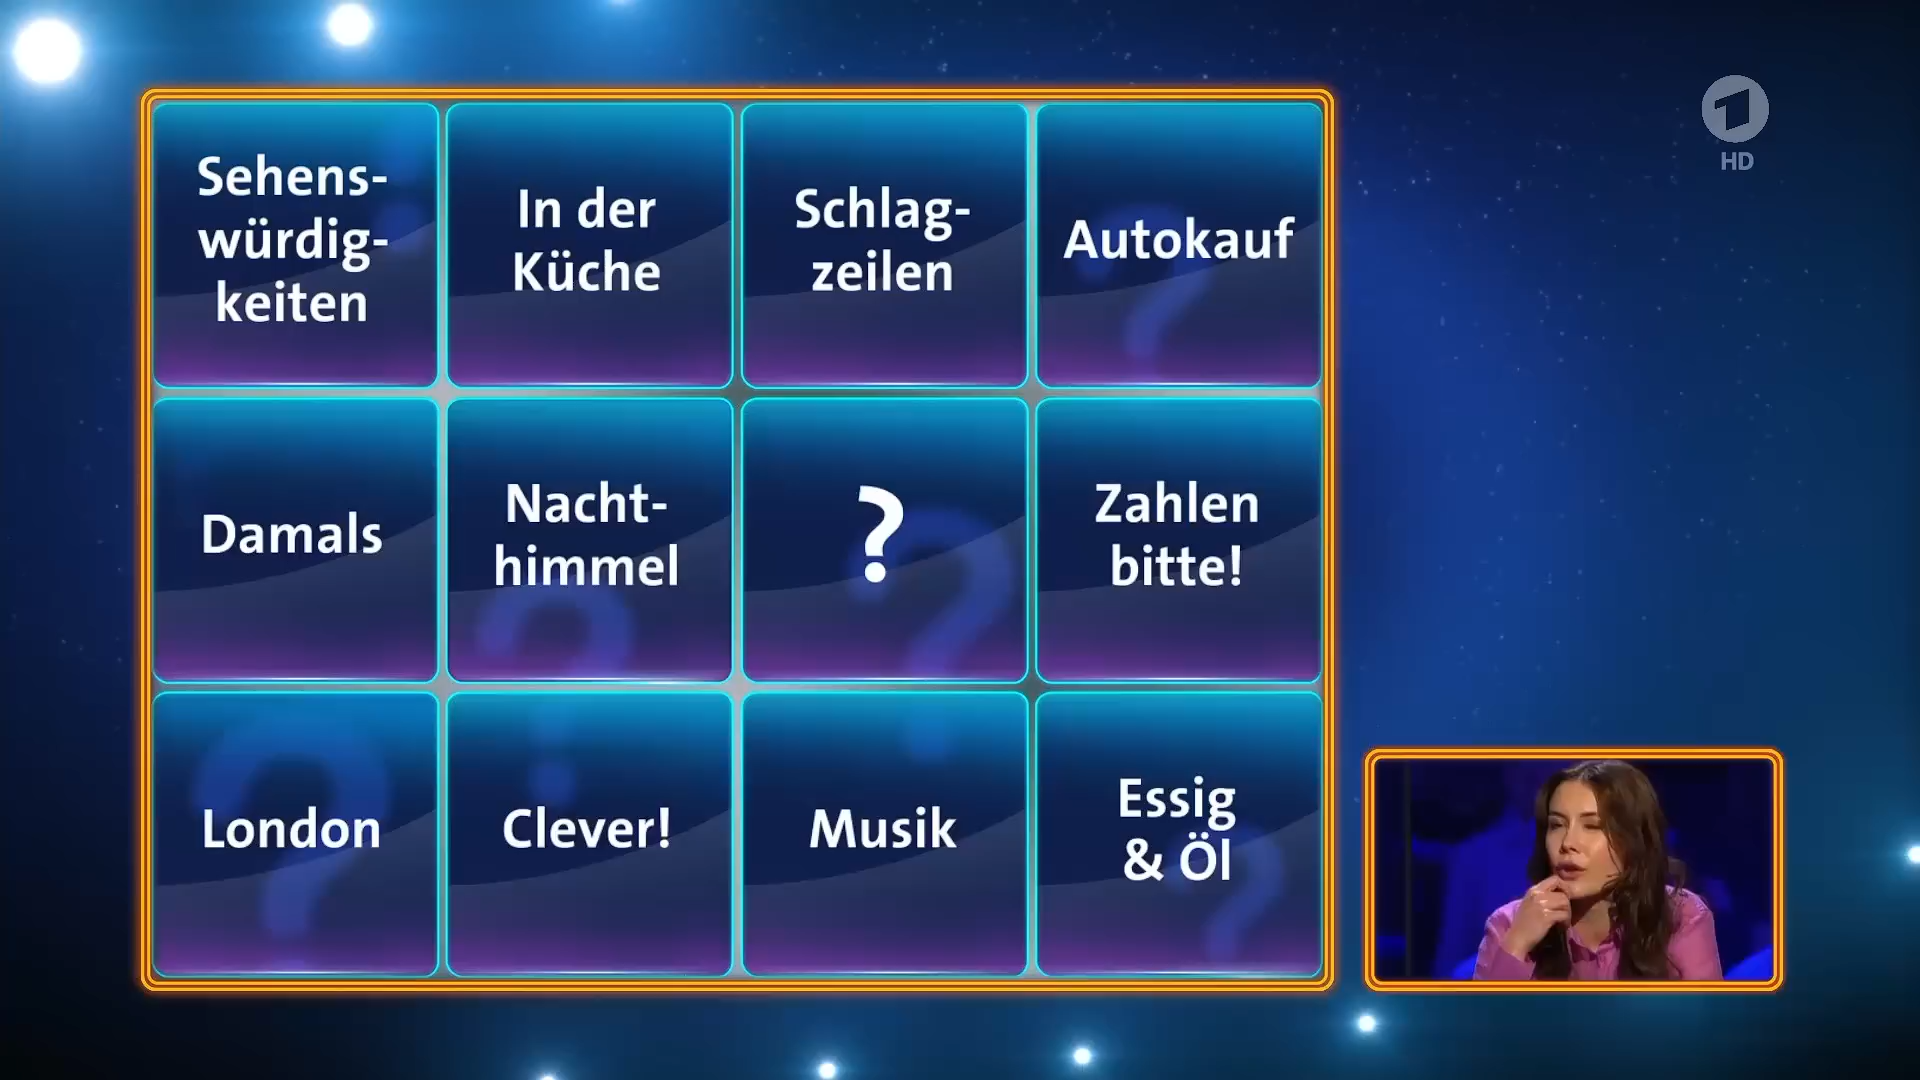 Sehens-
würdig-
keiten
In der
Küche
Schlag-
zeilen
Autokauf
Damals
Nacht-
himmel
?
Zahlen
bitte!
London
Clever!
Musik
Essig
& Öl
1
HD